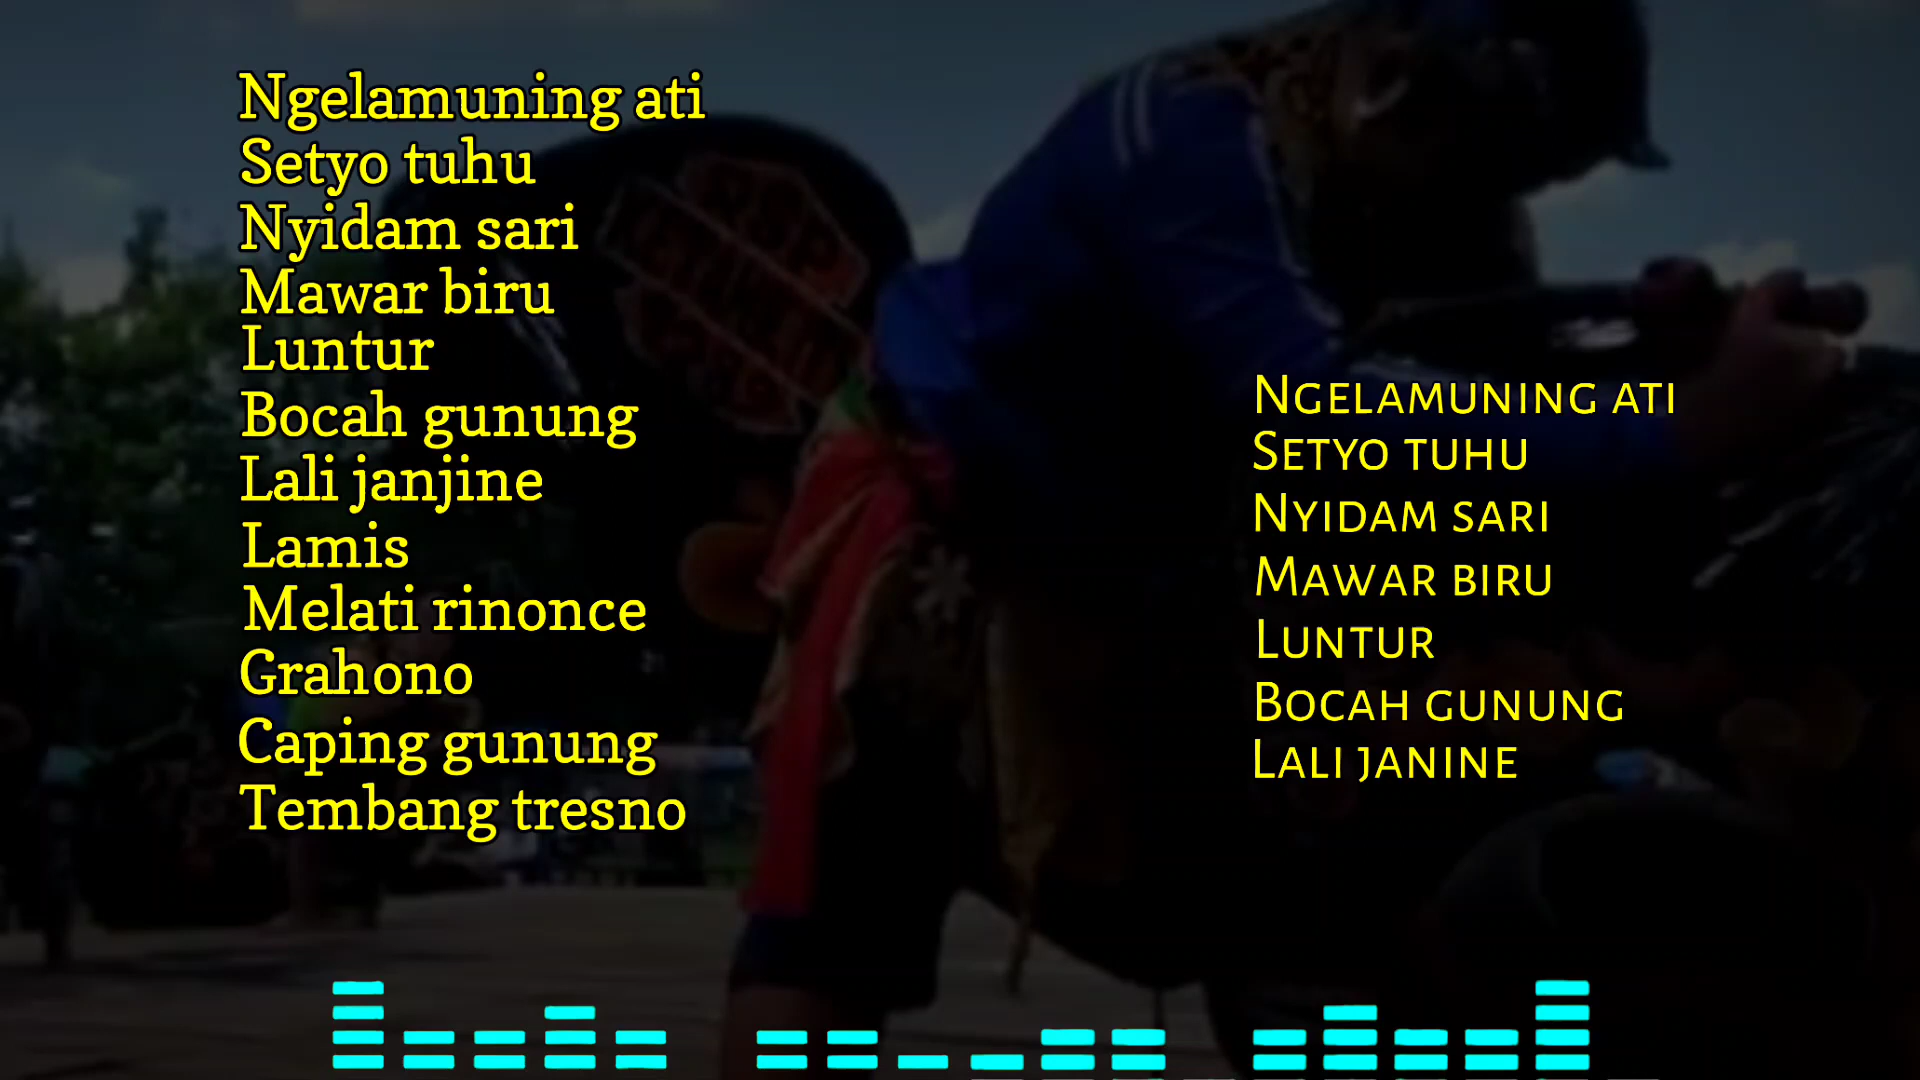 Ngelamuning ati
Setyo tuhu
Nyidam sari
Mawar biru
Luntur
Bocah gunung
Lali janjine
Lamis
Melati rinonce
Grahono
Caping gunung
Tembang tresno
Ngelamuning ati
Setyo tuhu
Nyidam sari
Mawar biru
Luntur
Bocah gunung
Lali janine